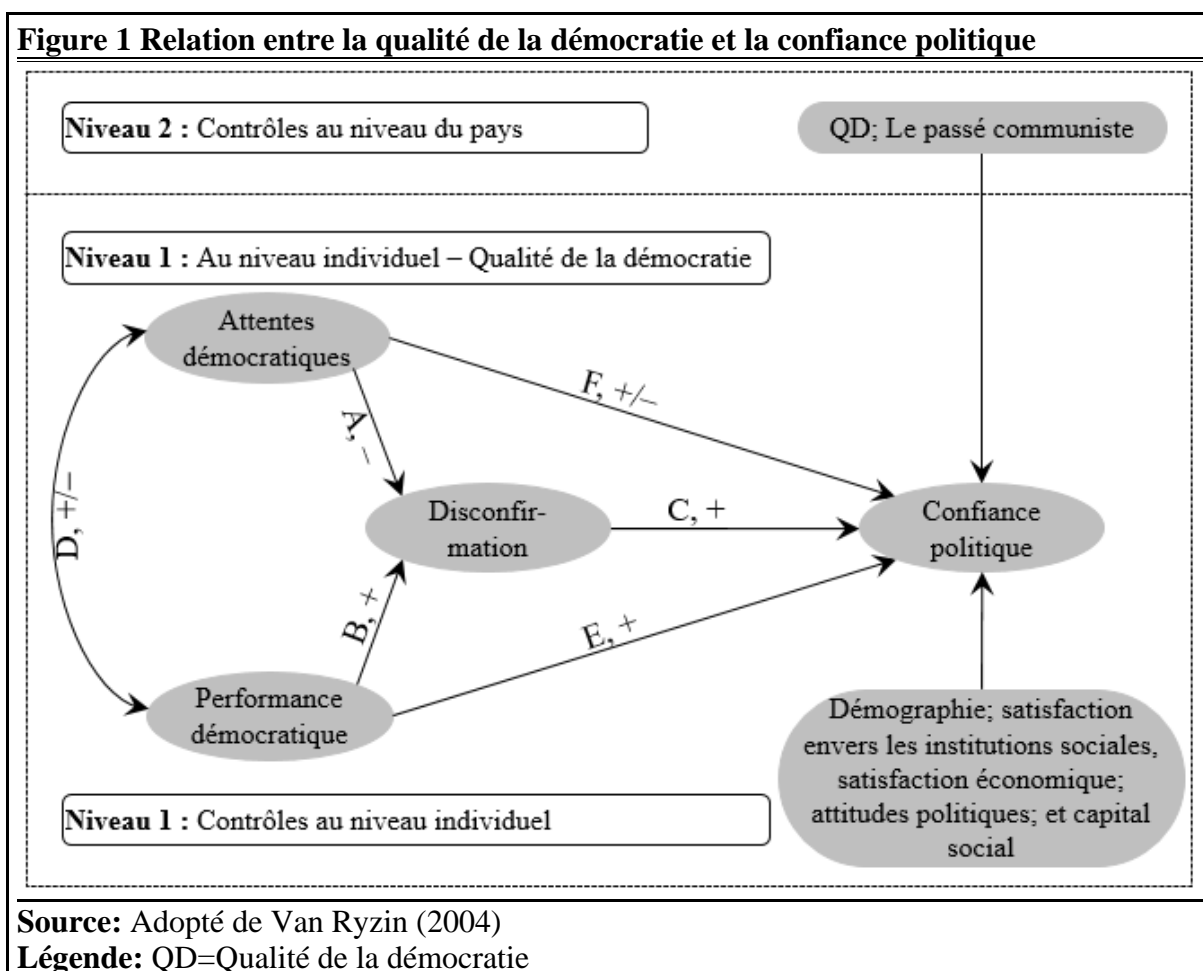 Figure 1 Relation entre la qualité de la démocratie et la confiance politique
Niveau 2 : Contrôles au niveau du pays
QD; Le passé communiste
Niveau 1 : Au niveau individuel – Qualité de la démocratie
Attentes
démocratiques
F, +/–
A, –
D, +/–
Disconfir-
mation
C, +
Confiance
politique
B, +
E, +
Performance
démocratique
Démographie; satisfaction
envers les institutions sociales,
satisfaction économique;
attitudes politiques; et capital
social
Niveau 1 : Contrôles au niveau individuel
Source: Adopté de Van Ryzin (2004)
Légende: QD=Qualité de la démocratie